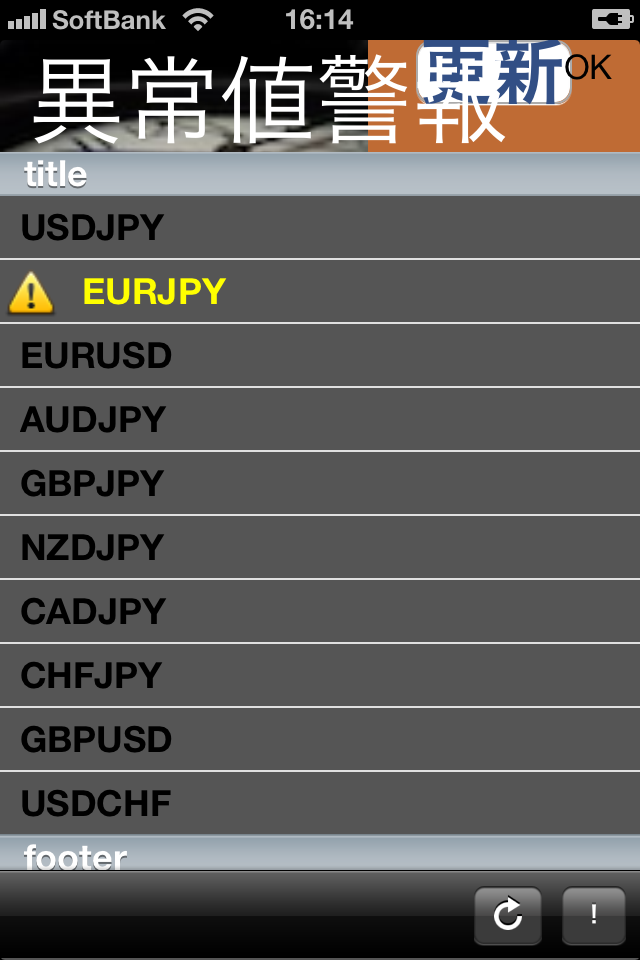 SoftBank 16:14
異常値警報
更新
OK
title
USDJPY
EURJPY
EURUSD
AUDJPY
GBPJPY
NZDJPY
CADJPY
CHFJPY
GBPUSD
USDCHF
footer
!